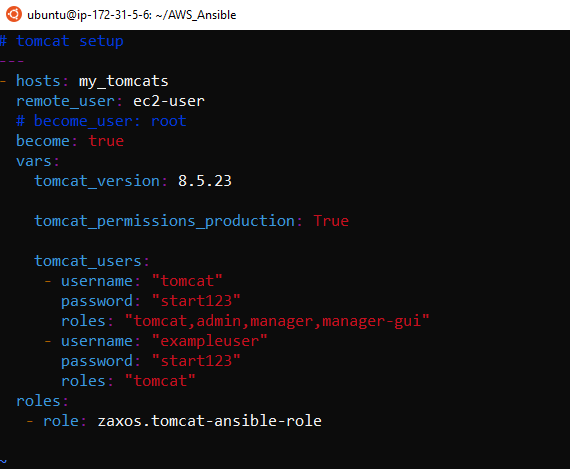 ubuntu@ip-172-31-5-6: ~/AWS_Ansible
# tomcat setup
---
- hosts: my_tomcats
  remote_user: ec2-user
  # become_user: root
  become: true
  vars:
    tomcat_version: 8.5.23

    tomcat_permissions_production: True

    tomcat_users:
     - username: "tomcat"
       password: "start123"
       roles: "tomcat,admin,manager,manager-gui"
     - username: "exampleuser"
       password: "start123"
       roles: "tomcat"
  roles:
   - role: zaxos.tomcat-ansible-role

~